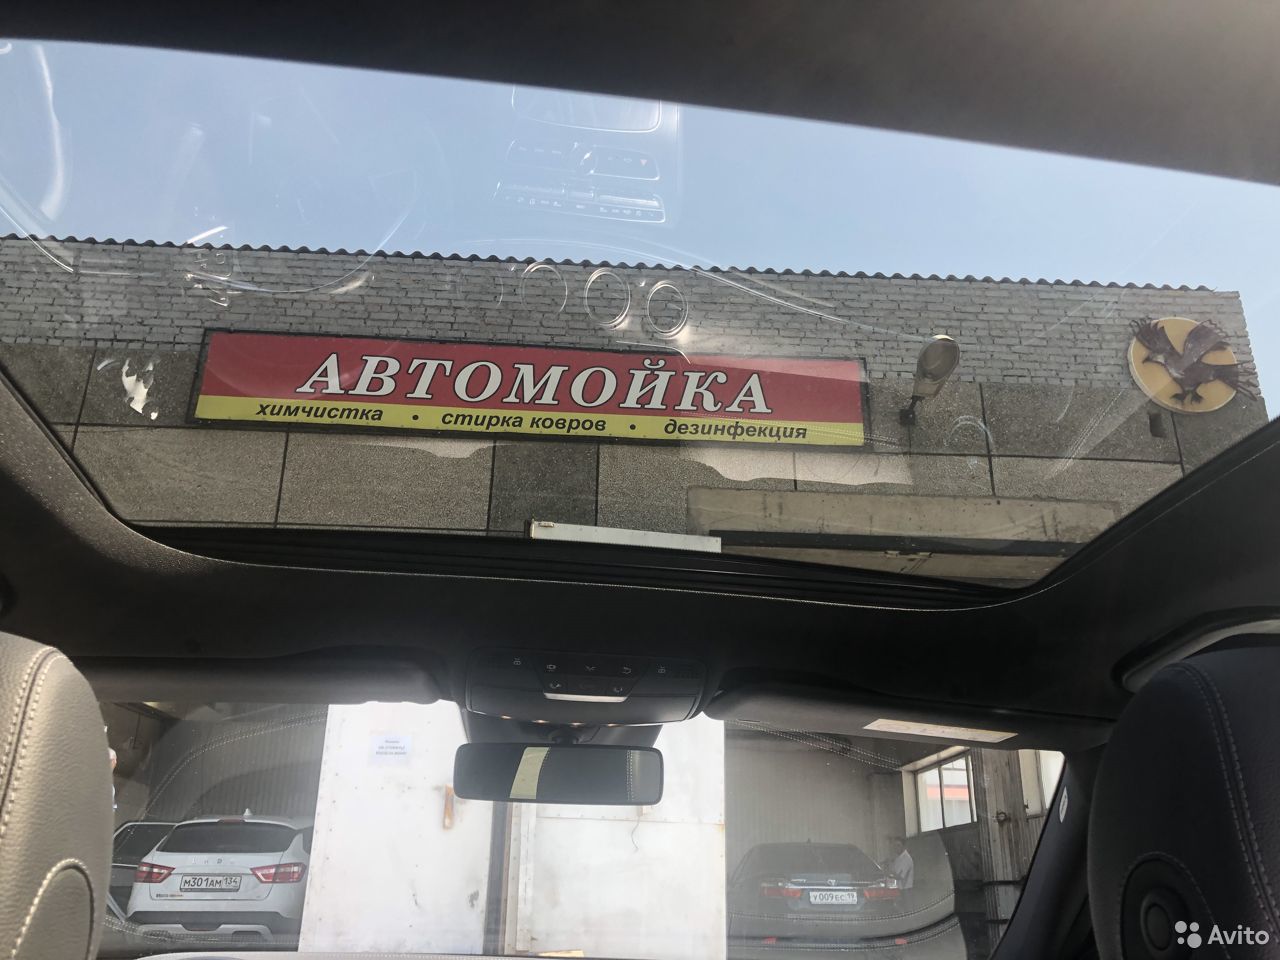 АВТОМОЙКА
химчистка • стирка ковров • дезинфекция
М301АМ 134
У009ЕС 19
Avito